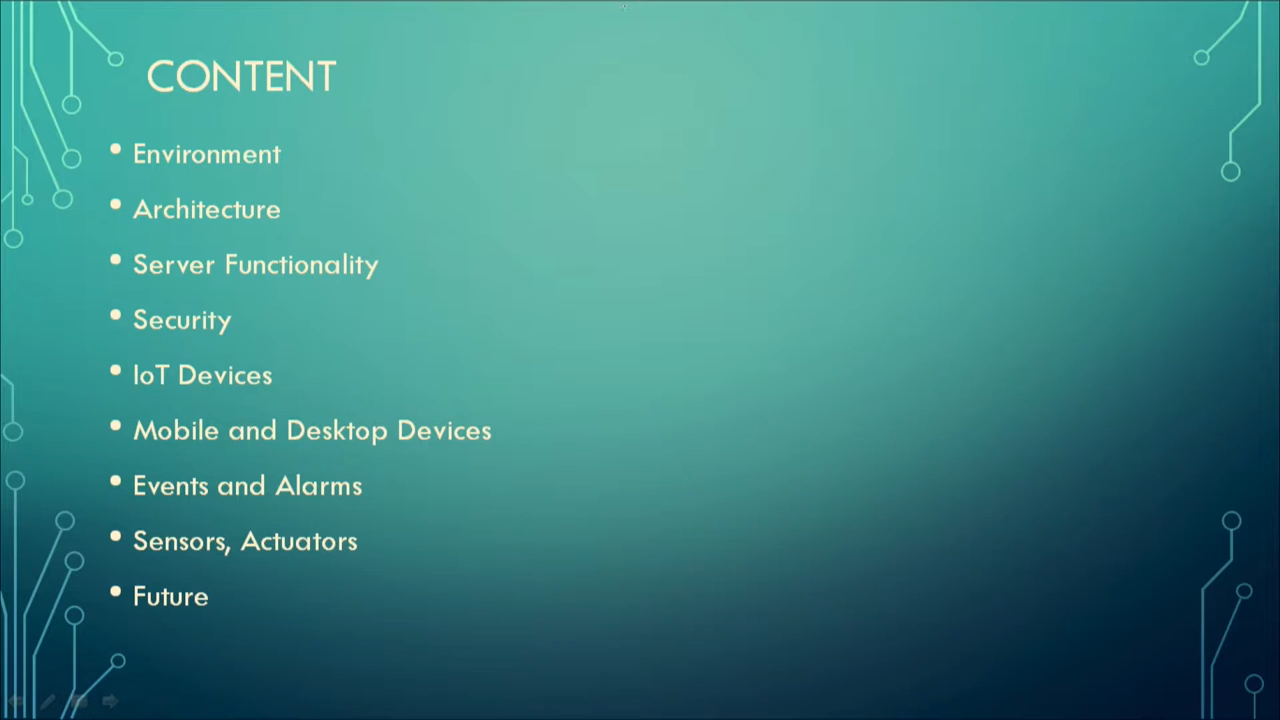 CONTENT
• Environment
• Architecture
• Server Functionality
• Security
• IoT Devices
• Mobile and Desktop Devices
• Events and Alarms
• Sensors, Actuators
• Future